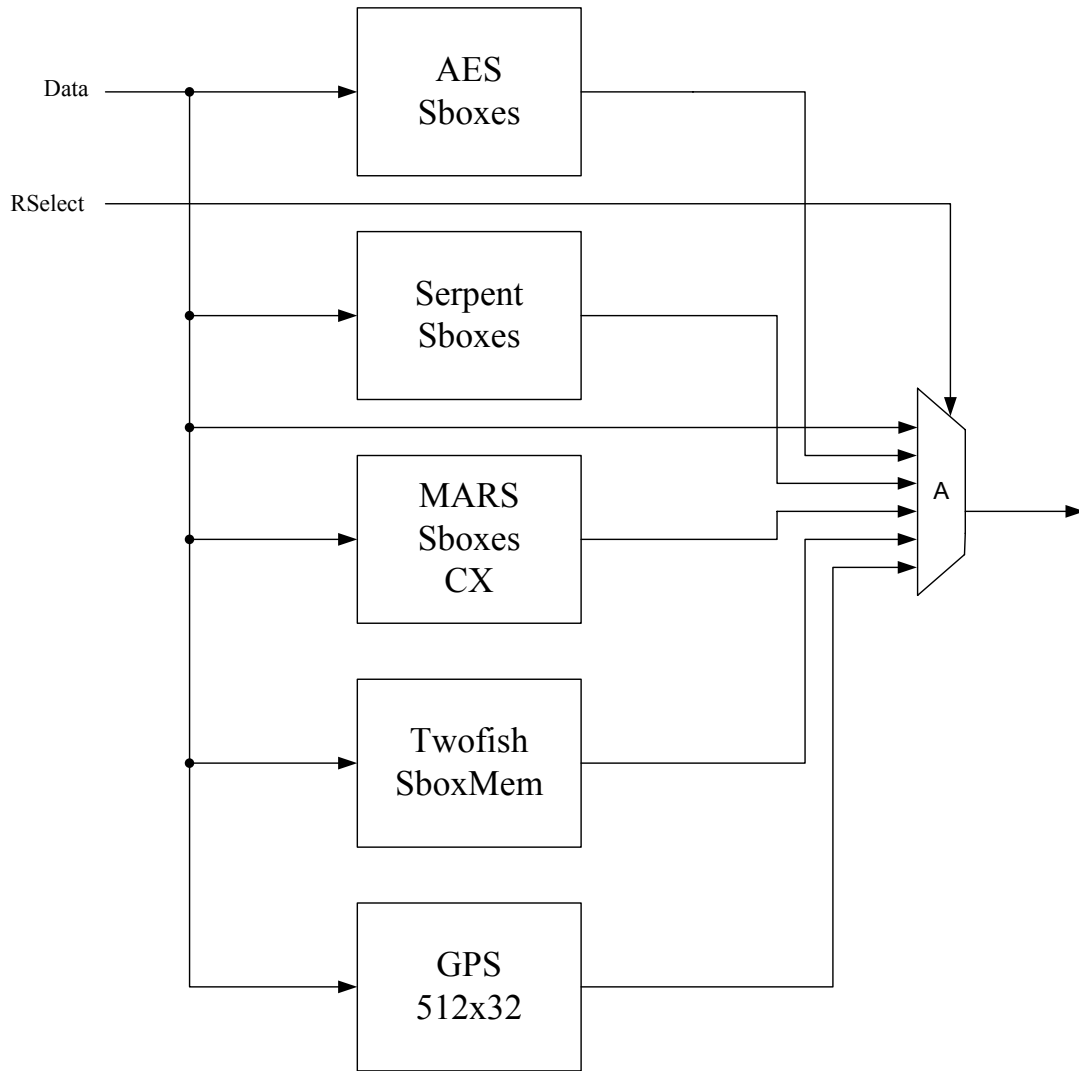 AES
Sboxes
Data
RSelect
Serpent
Sboxes
MARS
Sboxes
CX
A
Twofish
SboxMem
GPS
512x32